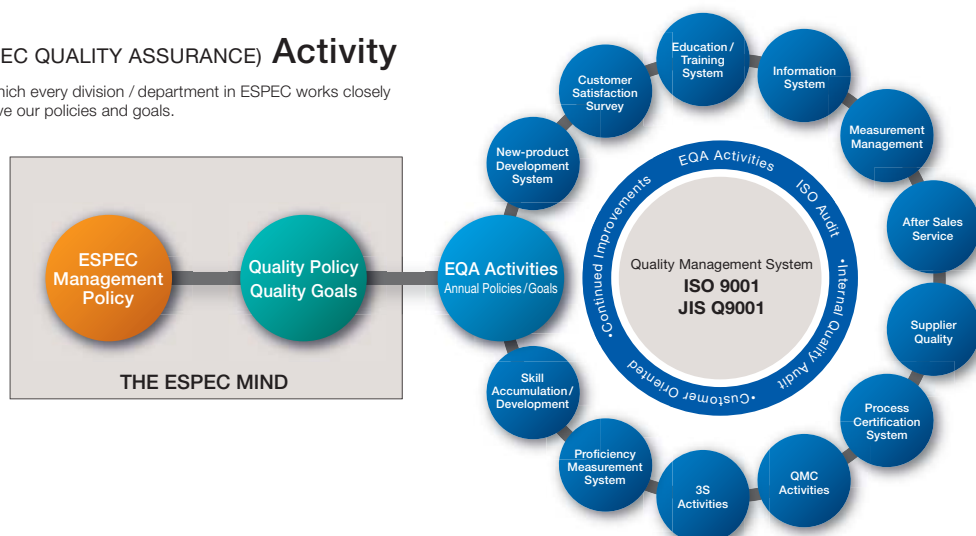 EC QUALITY ASSURANCE) Activity
hich every division / department in ESPEC works closely
ve our policies and goals.
ESPEC
Management
Policy
Quality Policy
Quality Goals
THE ESPEC MIND
EQA Activities
Annual Policies/Goals
New-product
Development
System
Customer
Satisfaction
Survey
Education/
Training
System
Information
System
Measurement
Management
After Sales
Service
Supplier
Quality
Process
Certification
System
QMC
Activities
3S
Activities
Proficiency
Measurement
System
Skill
Accumulation/
Development
EQA Activities
ISO Audit
•Internal Quality Audit
•Customer Oriented
•Continued Improvements
Quality Management System
ISO 9001
JIS Q9001